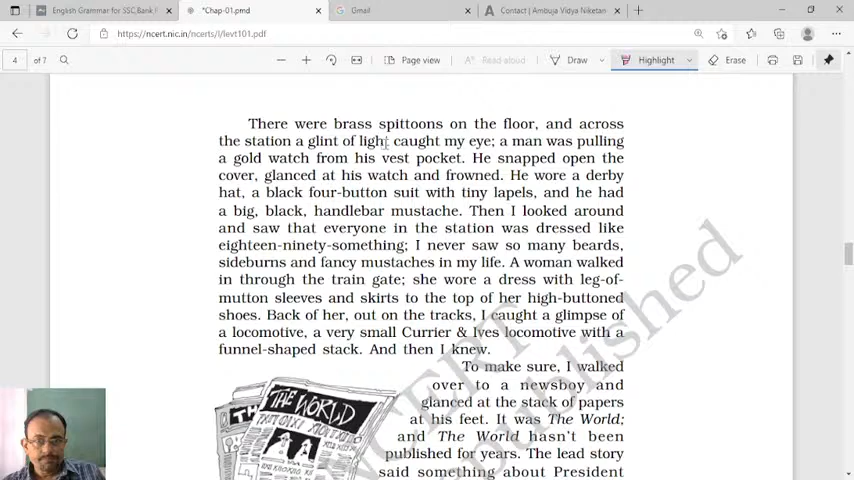 English Grammar for SSC,Bank P
*Chap-01.pmd
Gmail
Contact | Ambuja Vidya Niketan
https://ncert.nic.in/ncerts/l/levt101.pdf
4 of 7
Page view
Read aloud
Draw
Highlight
Erase
There were brass spittoons on the floor, and across
the station a glint of light caught my eye; a man was pulling
a gold watch from his vest pocket. He snapped open the
cover, glanced at his watch and frowned. He wore a derby
hat, a black four-button suit with tiny lapels, and he had
a big, black, handlebar mustache. Then I looked around
and saw that everyone in the station was dressed like
eighteen-ninety-something; I never saw so many beards,
sideburns and fancy mustaches in my life. A woman walked
in through the train gate; she wore a dress with leg-of-
mutton sleeves and skirts to the top of her high-buttoned
shoes. Back of her, out on the tracks, I caught a glimpse of
a locomotive, a very small Currier & Ives locomotive with a
funnel-shaped stack. And then I knew.
To make sure, I walked
over to a newsboy and
glanced at the stack of papers
at his feet. It was The World;
and The World hasn't been
published for years. The lead story
said something about President
THE WORLD
TH
NCERT
republished